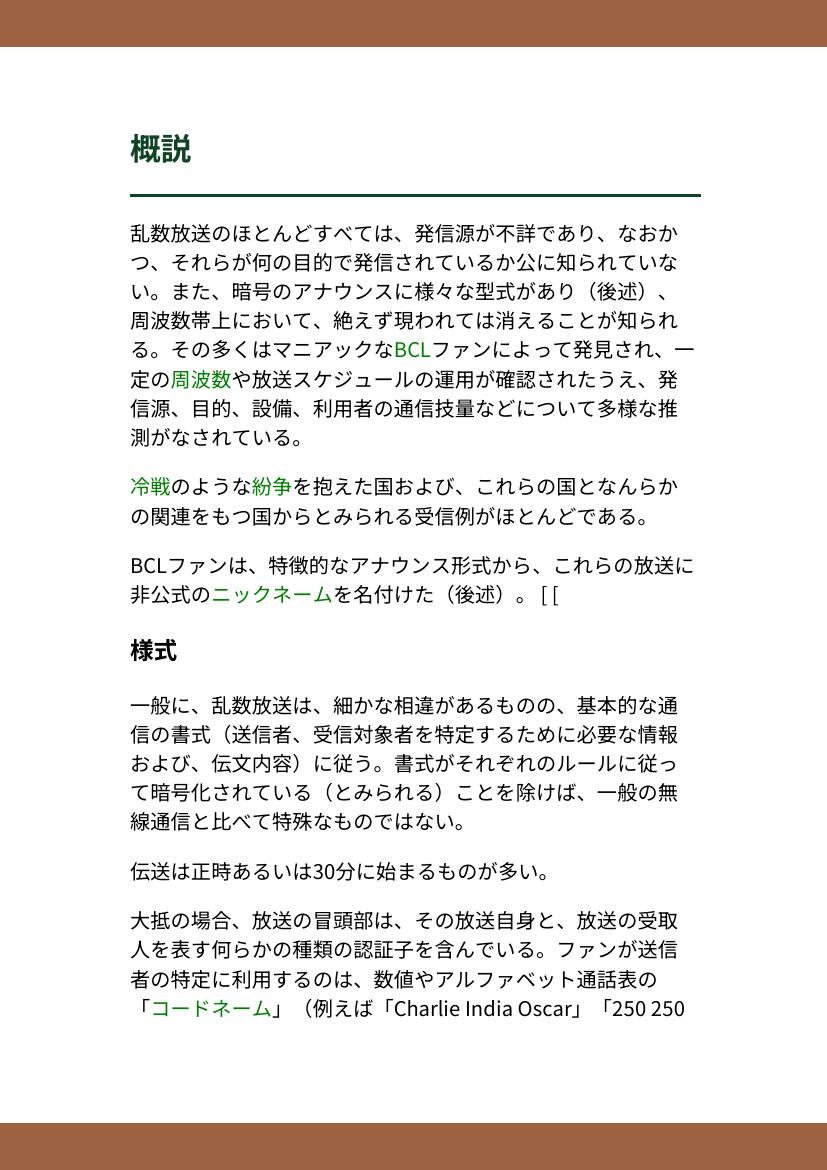 概説
乱数放送のほとんどすべては、発信源が不詳であり、なおか
つ、それらが何の目的で発信されているか公に知られていな
い。また、暗号のアナウンスに様々な型式があり（後述）、
周波数帯上において、絶えず現われては消えることが知られ
る。その多くはマニアックなBCLファンによって発見され、一
定の周波数や放送スケジュールの運用が確認されたうえ、発
信源、目的、設備、利用者の通信技量などについて多様な推
測がなされている。
冷戦のような紛争を抱えた国および、これらの国となんらか
の関連をもつ国からとみられる受信例がほとんどである。
BCLファンは、特徴的なアナウンス形式から、これらの放送に
非公式のニックネームを名付けた（後述）。 [ [
様式
一般に、乱数放送は、細かな相違があるものの、基本的な通
信の書式（送信者、受信対象者を特定するために必要な情報
および、伝文内容）に従う。書式がそれぞれのルールに従っ
て暗号化されている（とみられる）ことを除けば、一般の無
線通信と比べて特殊なものではない。
伝送は正時あるいは30分に始まるものが多い。
大抵の場合、放送の冒頭部は、その放送自身と、放送の受取
人を表す何らかの種類の認証子を含んでいる。ファンが送信
者の特定に利用するのは、数値やアルファベット通話表の
「コードネーム」（例えば「Charlie India Oscar」「250 250